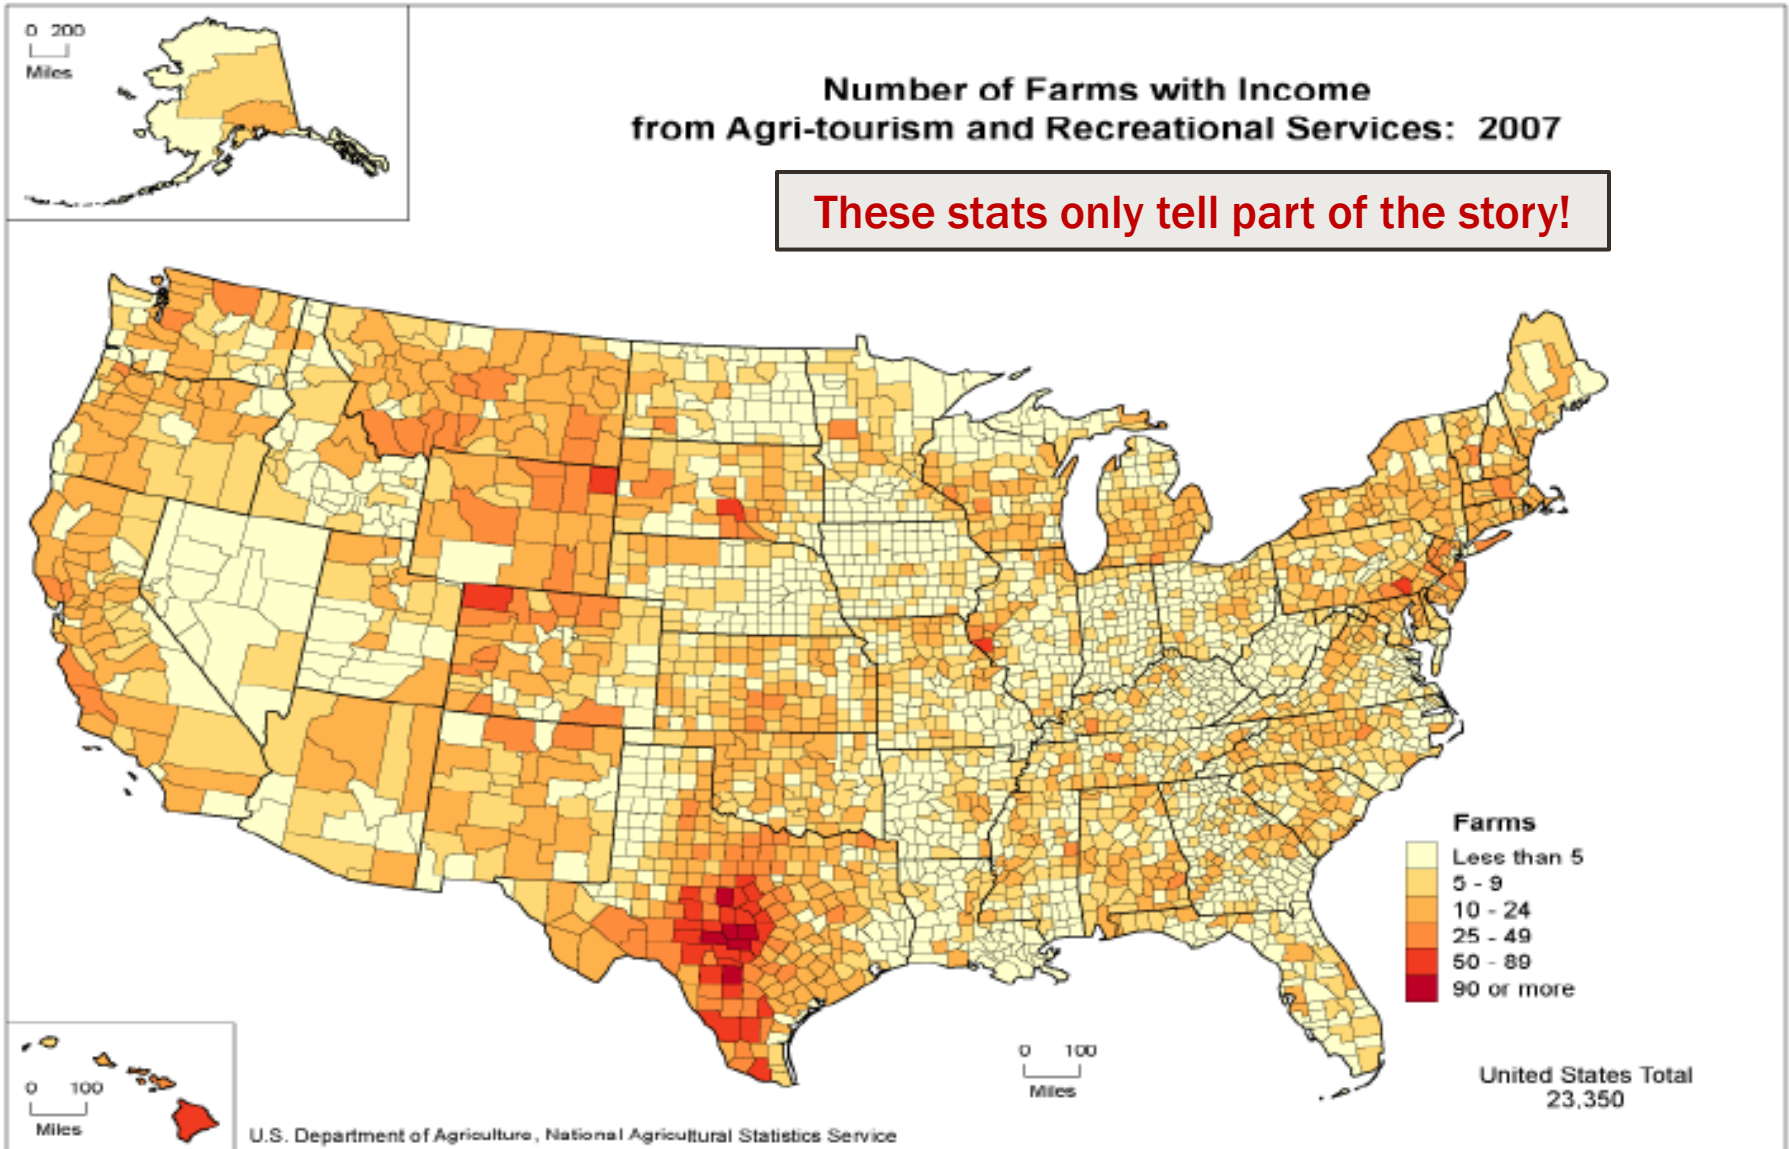 0 200
Miles
Number of Farms with Income
from Agri-tourism and Recreational Services: 2007
These stats only tell part of the story!
Farms
Less than 5
5 - 9
10 - 24
25 - 49
50 - 89
90 or more
0 100
Miles
United States Total
23,350
0 100
Miles
U.S. Department of Agriculture, National Agricultural Statistics Service